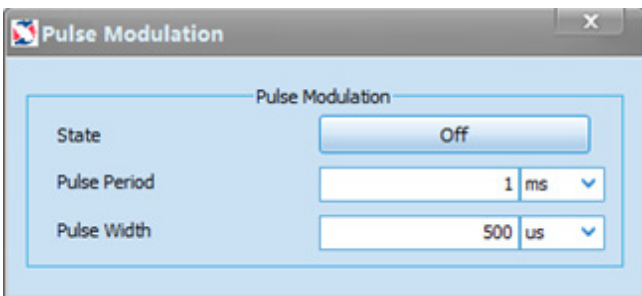 Pulse Modulation
Pulse Modulation
State Off
Pulse Period 1 ms
Pulse Width 500 us